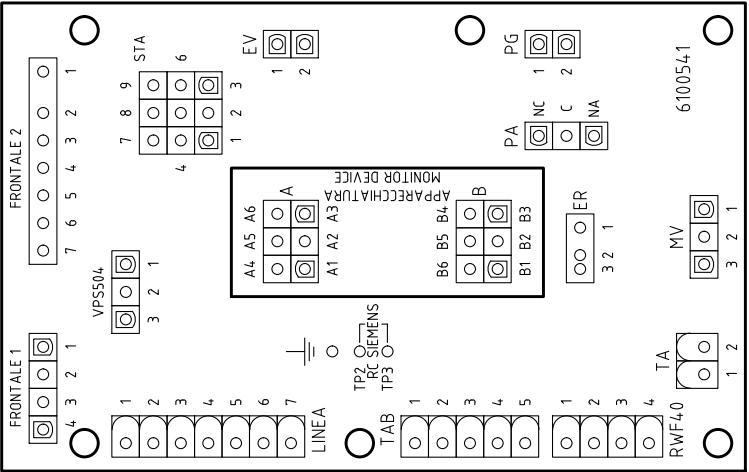 FRONTALE 2
1
2
3
4
5
6
7
STA
9
6
8
7
3
2
1
4
EV
1
2
PG
1
2
PA
NC
C
NA
6100541
APPARECCHIATURA
MONITOR DEVICE
A
A6
A5
A4
A3
A2
A1
B
B4
B5
B6
B3
B2
B1
ER
1
2
3
MV
1
2
3
VPS504
1
2
3
FRONTALE 1
1
2
3
4
TP2
RC SIEMENS
TP3
TA
1
2
LINEA
1
2
3
4
5
6
7
TAB
1
2
3
4
5
RWF40
1
2
3
4